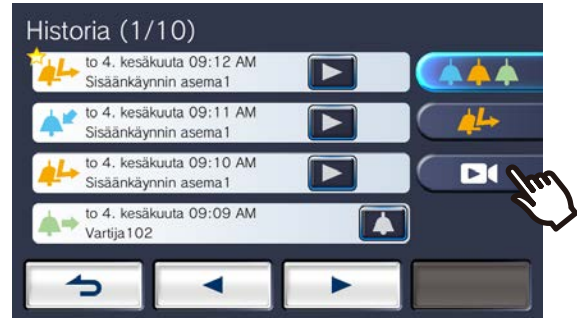 Historia (1/10)
to 4. kesäkuuta 09:12 AM
Sisäänkäynnin asema1
to 4. kesäkuuta 09:11 AM
Sisäänkäynnin asema1
to 4. kesäkuuta 09:10 AM
Sisäänkäynnin asema1
to 4. kesäkuuta 09:09 AM
Vartija102